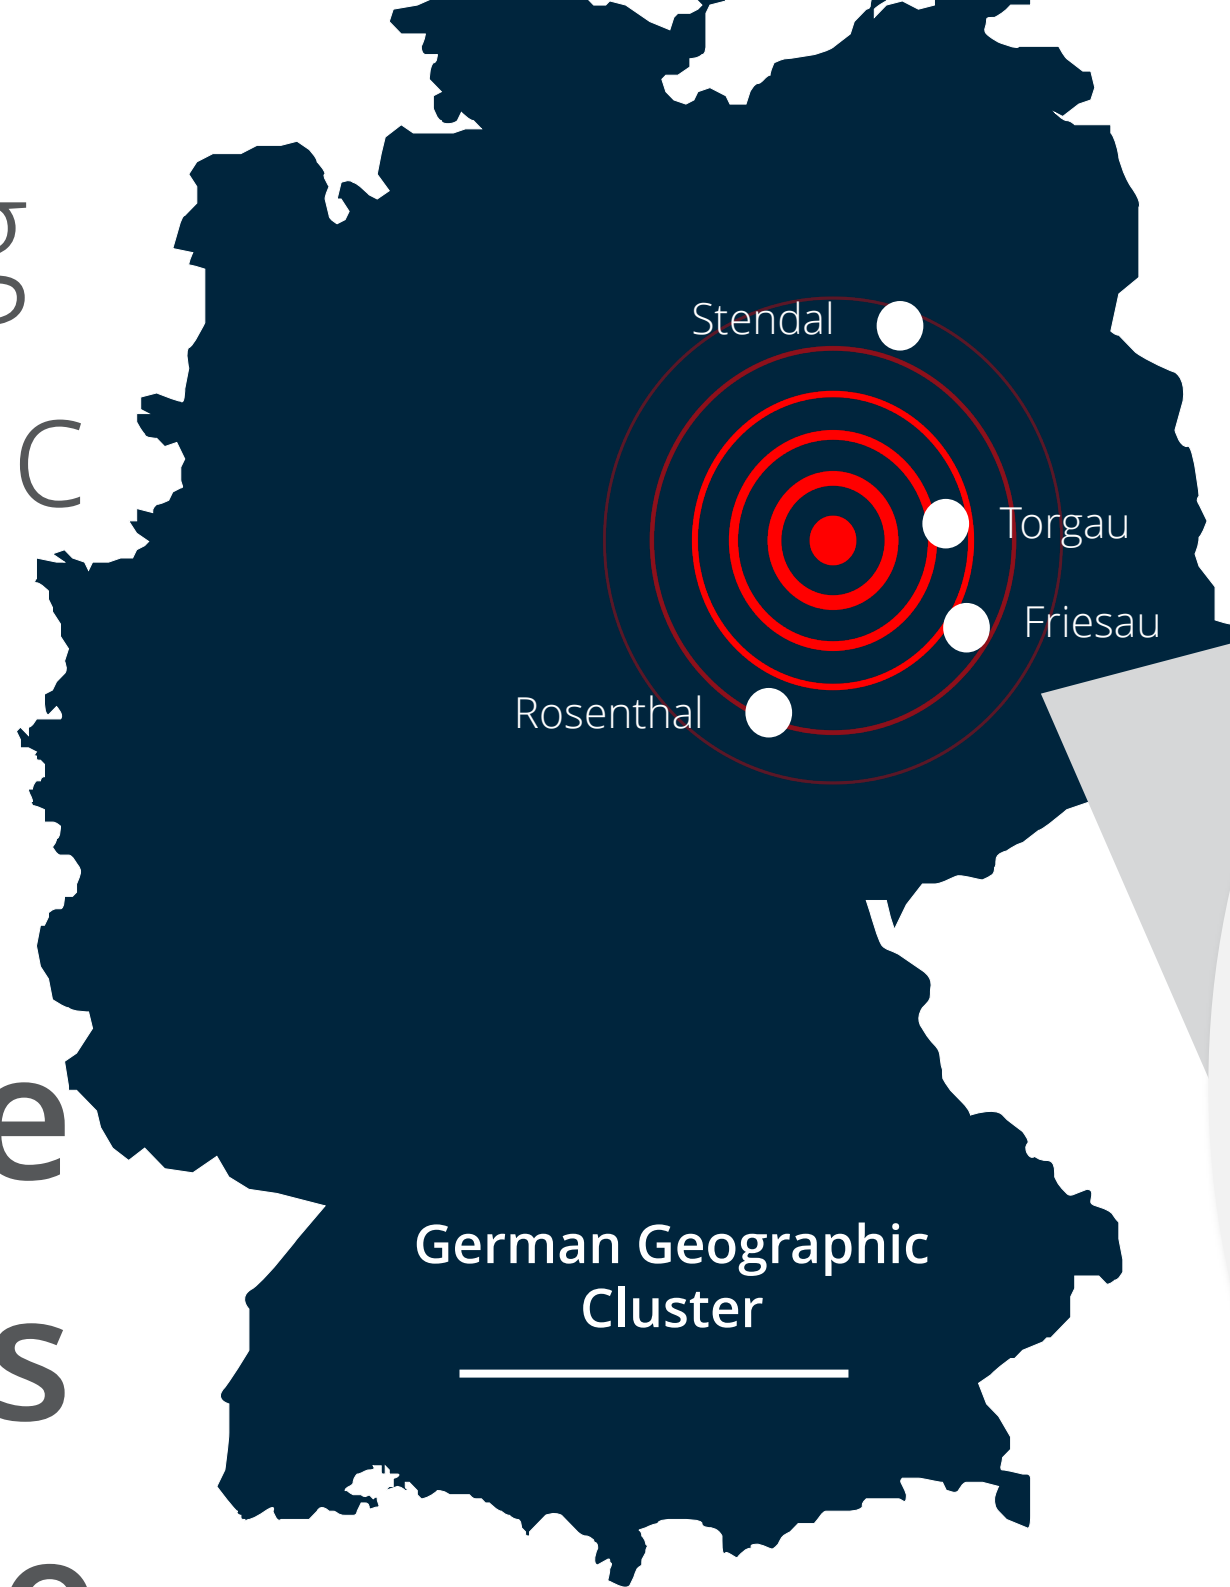 g
C
Stendal
Torgau
Friesau
Rosenthal
e
s
German Geographic
Cluster